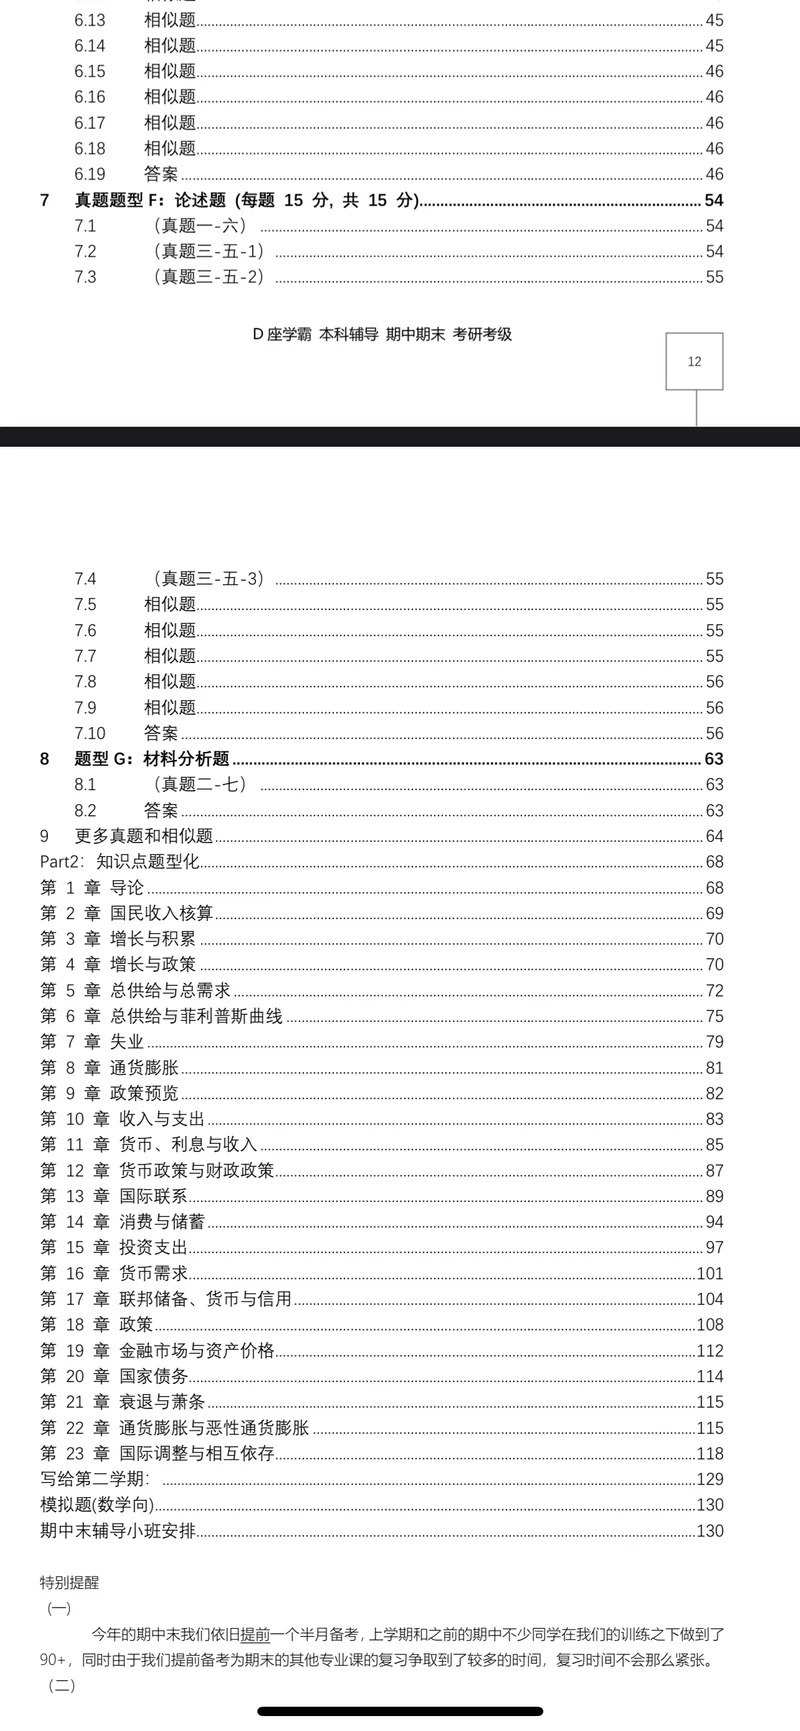 6.13 相似题 45
6.14 相似题 45
6.15 相似题 46
6.16 相似题 46
6.17 相似题 46
6.18 相似题 46
6.19 答案 46
7 真题题型 F：论述题 (每题 15 分, 共 15 分) 54
7.1 （真题一-六） 54
7.2 （真题三-五-1） 54
7.3 （真题三-五-2） 55
D 座学霸 本科辅导 期中期末 考研考级
12
7.4 （真题三-五-3） 55
7.5 相似题 55
7.6 相似题 55
7.7 相似题 55
7.8 相似题 56
7.9 相似题 56
7.10 答案 56
8 题型 G：材料分析题 63
8.1 （真题二-七） 63
8.2 答案 63
9 更多真题和相似题 64
Part2：知识点题型化 68
第 1 章 导论 68
第 2 章 国民收入核算 69
第 3 章 增长与积累 70
第 4 章 增长与政策 70
第 5 章 总供给与总需求 72
第 6 章 总供给与菲利普斯曲线 75
第 7 章 失业 79
第 8 章 通货膨胀 81
第 9 章 政策预览 82
第 10 章 收入与支出 83
第 11 章 货币、利息与收入 85
第 12 章 货币政策与财政政策 87
第 13 章 国际联系 89
第 14 章 消费与储蓄 94
第 15 章 投资支出 97
第 16 章 货币需求 101
第 17 章 联邦储备、货币与信用 104
第 18 章 政策 108
第 19 章 金融市场与资产价格 112
第 20 章 国家债务 114
第 21 章 衰退与萧条 115
第 22 章 通货膨胀与恶性通货膨胀 115
第 23 章 国际调整与相互依存 118
写给第二学期： 129
模拟题(数学向) 130
期中末辅导小班安排 130
特别提醒
（一）
今年的期中末我们依旧提前一个半月备考，上学期和之前的期中不少同学在我们的训练之下做到了
90+，同时由于我们提前备考为期末的其他专业课的复习争取到了较多的时间，复习时间不会那么紧张。
（二）